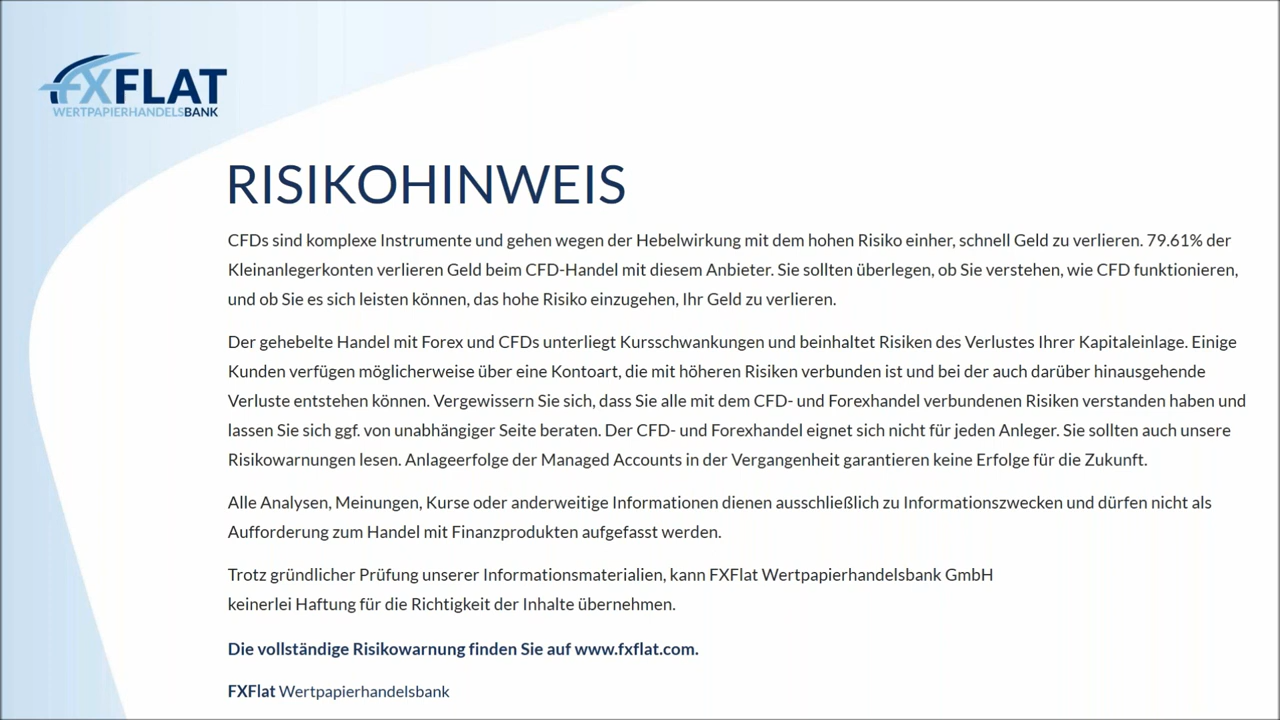 FXFLAT
WERTPAPIERHANDELSBANK
RISIKOHINWEIS
CFDs sind komplexe Instrumente und gehen wegen der Hebelwirkung mit dem hohen Risiko einher, schnell Geld zu verlieren. 79.61% der
Kleinanlegerkonten verlieren Geld beim CFD-Handel mit diesem Anbieter. Sie sollten überlegen, ob Sie verstehen, wie CFD funktionieren,
und ob Sie es sich leisten können, das hohe Risiko einzugehen, Ihr Geld zu verlieren.
Der gehebelte Handel mit Forex und CFDs unterliegt Kursschwankungen und beinhaltet Risiken des Verlustes Ihrer Kapitaleinlage. Einige
Kunden verfügen möglicherweise über eine Kontoart, die mit höheren Risiken verbunden ist und bei der auch darüber hinausgehende
Verluste entstehen können. Vergewissern Sie sich, dass Sie alle mit dem CFD- und Forexhandel verbundenen Risiken verstanden haben und
lassen Sie sich ggf. von unabhängiger Seite beraten. Der CFD- und Forexhandel eignet sich nicht für jeden Anleger. Sie sollten auch unsere
Risikowarnungen lesen. Anlageerfolge der Managed Accounts in der Vergangenheit garantieren keine Erfolge für die Zukunft.
Alle Analysen, Meinungen, Kurse oder anderweitige Informationen dienen ausschließlich zu Informationszwecken und dürfen nicht als
Aufforderung zum Handel mit Finanzprodukten aufgefasst werden.
Trotz gründlicher Prüfung unserer Informationsmaterialien, kann FXFlat Wertpapierhandelsbank GmbH
keinerlei Haftung für die Richtigkeit der Inhalte übernehmen.
Die vollständige Risikowarnung finden Sie auf www.fxflat.com.
FXFlat Wertpapierhandelsbank